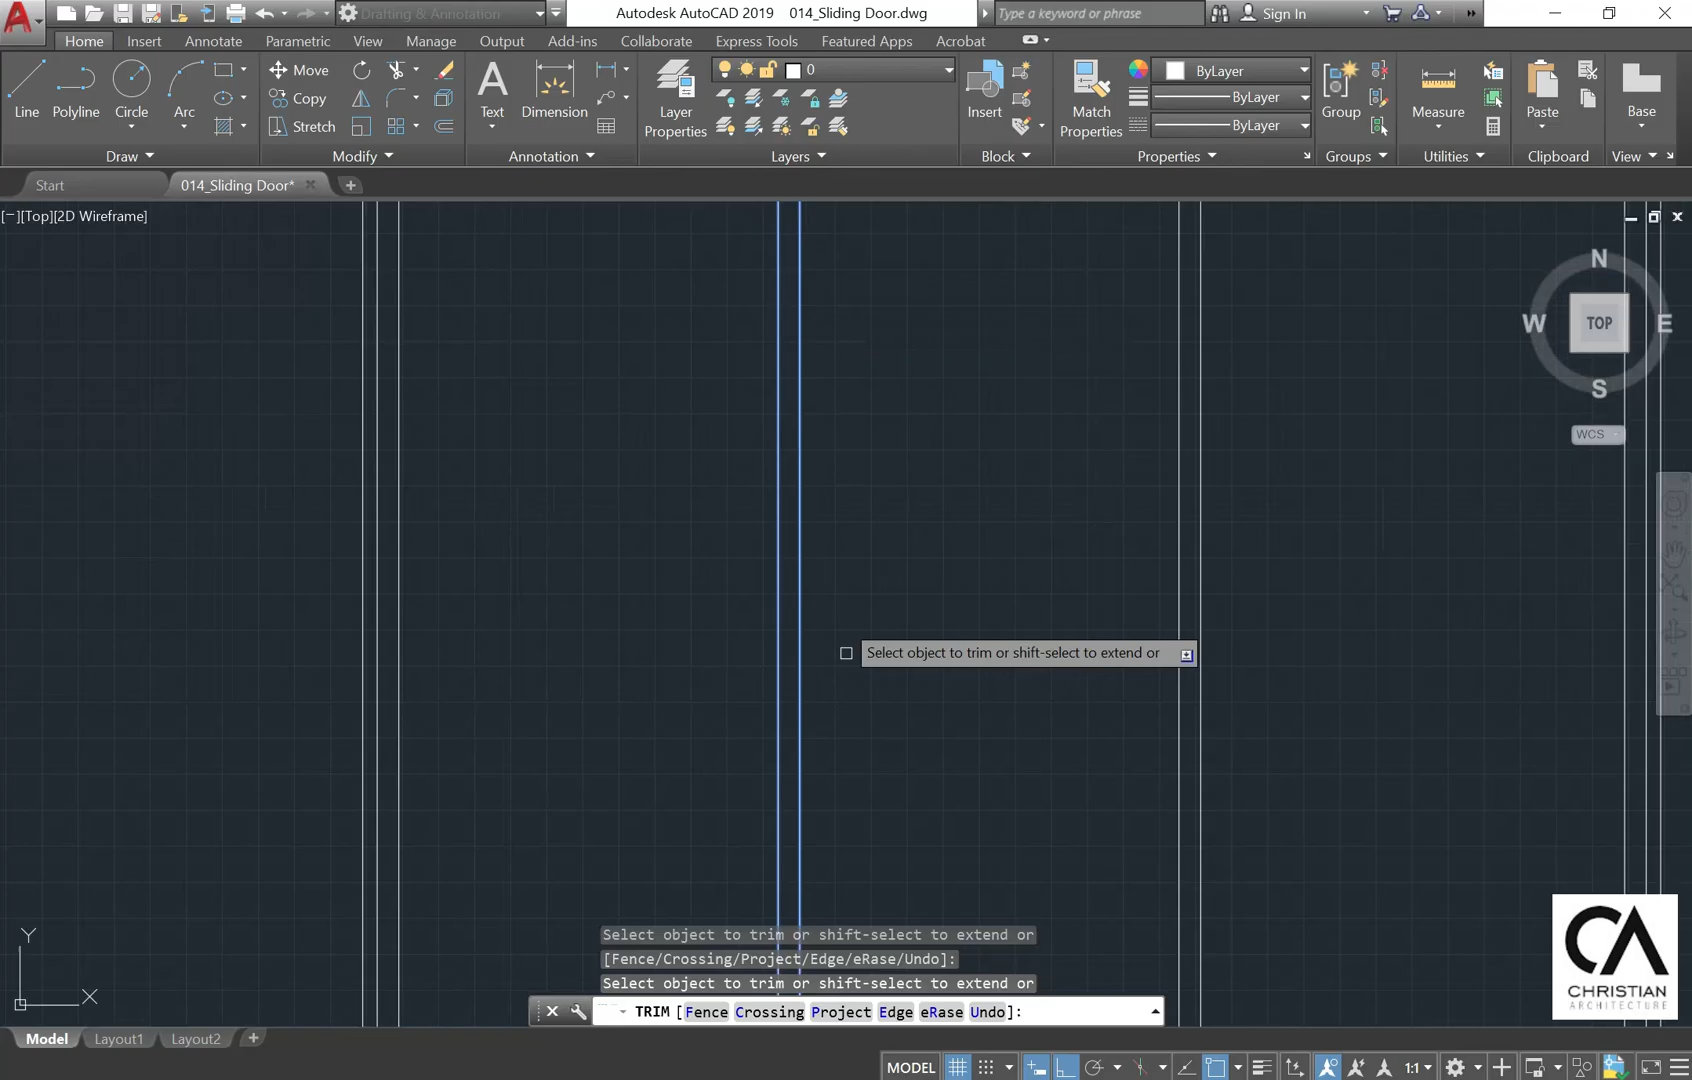 Drafting & Annotation
Autodesk AutoCAD 2019 014_Sliding Door.dwg
Type a keyword or phrase
Sign In
Home Insert Annotate Parametric View Manage Output Add-ins Collaborate Express Tools Featured Apps Acrobat
Line Polyline Circle Arc
Move
Copy
Stretch
Text Dimension
Layer Properties
0
Insert
Match Properties
ByLayer
ByLayer
ByLayer
Group Measure Paste Base
Draw Modify Annotation Layers Block Properties Groups Utilities Clipboard View
Start 014_Sliding Door*
[−][Top][2D Wireframe]
N
W TOP E
S
WCS
Select object to trim or shift-select to extend or
Select object to trim or shift-select to extend or
[Fence/Crossing/Project/Edge/eRase/Undo]:
Select object to trim or shift-select to extend or
TRIM [Fence Crossing Project Edge eRase Undo]:
Y
X
CA
CHRISTIAN
ARCHITECTURE
Model Layout1 Layout2
MODEL 1:1